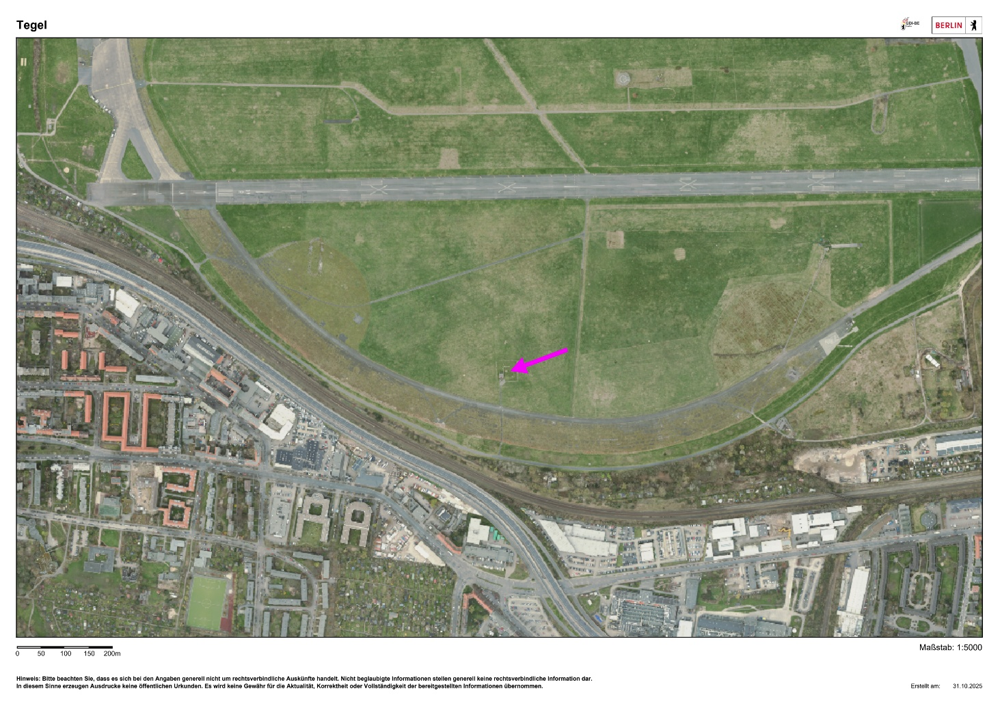 Tegel
GDI-BE
BERLIN
0 50 100 150 200m
Maßstab: 1:5000
Hinweis: Bitte beachten Sie, dass es sich bei den Angaben generell nicht um rechtsverbindliche Auskünfte handelt. Nicht beglaubigte Informationen stellen generell keine rechtsverbindliche Information dar.
In diesem Sinne erzeugen Ausdrucke keine öffentlichen Urkunden. Es wird keine Gewähr für die Aktualität, Korrektheit oder Vollständigkeit der bereitgestellten Informationen übernommen.
Erstellt am: 31.10.2025